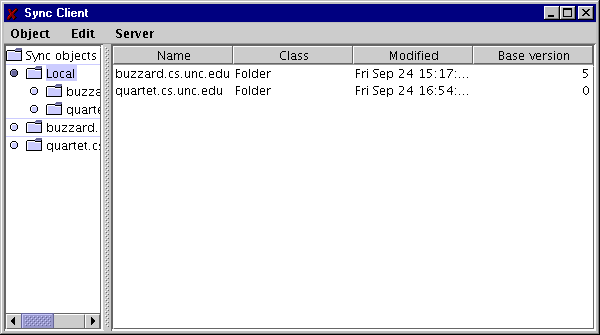 Sync Client
Object Edit Server
Sync objects
Local
buzza
quarte
buzzard.
quartet.cs
Name Class Modified Base version
buzzard.cs.unc.edu Folder Fri Sep 24 15:17:... 5
quartet.cs.unc.edu Folder Fri Sep 24 16:54:... 0